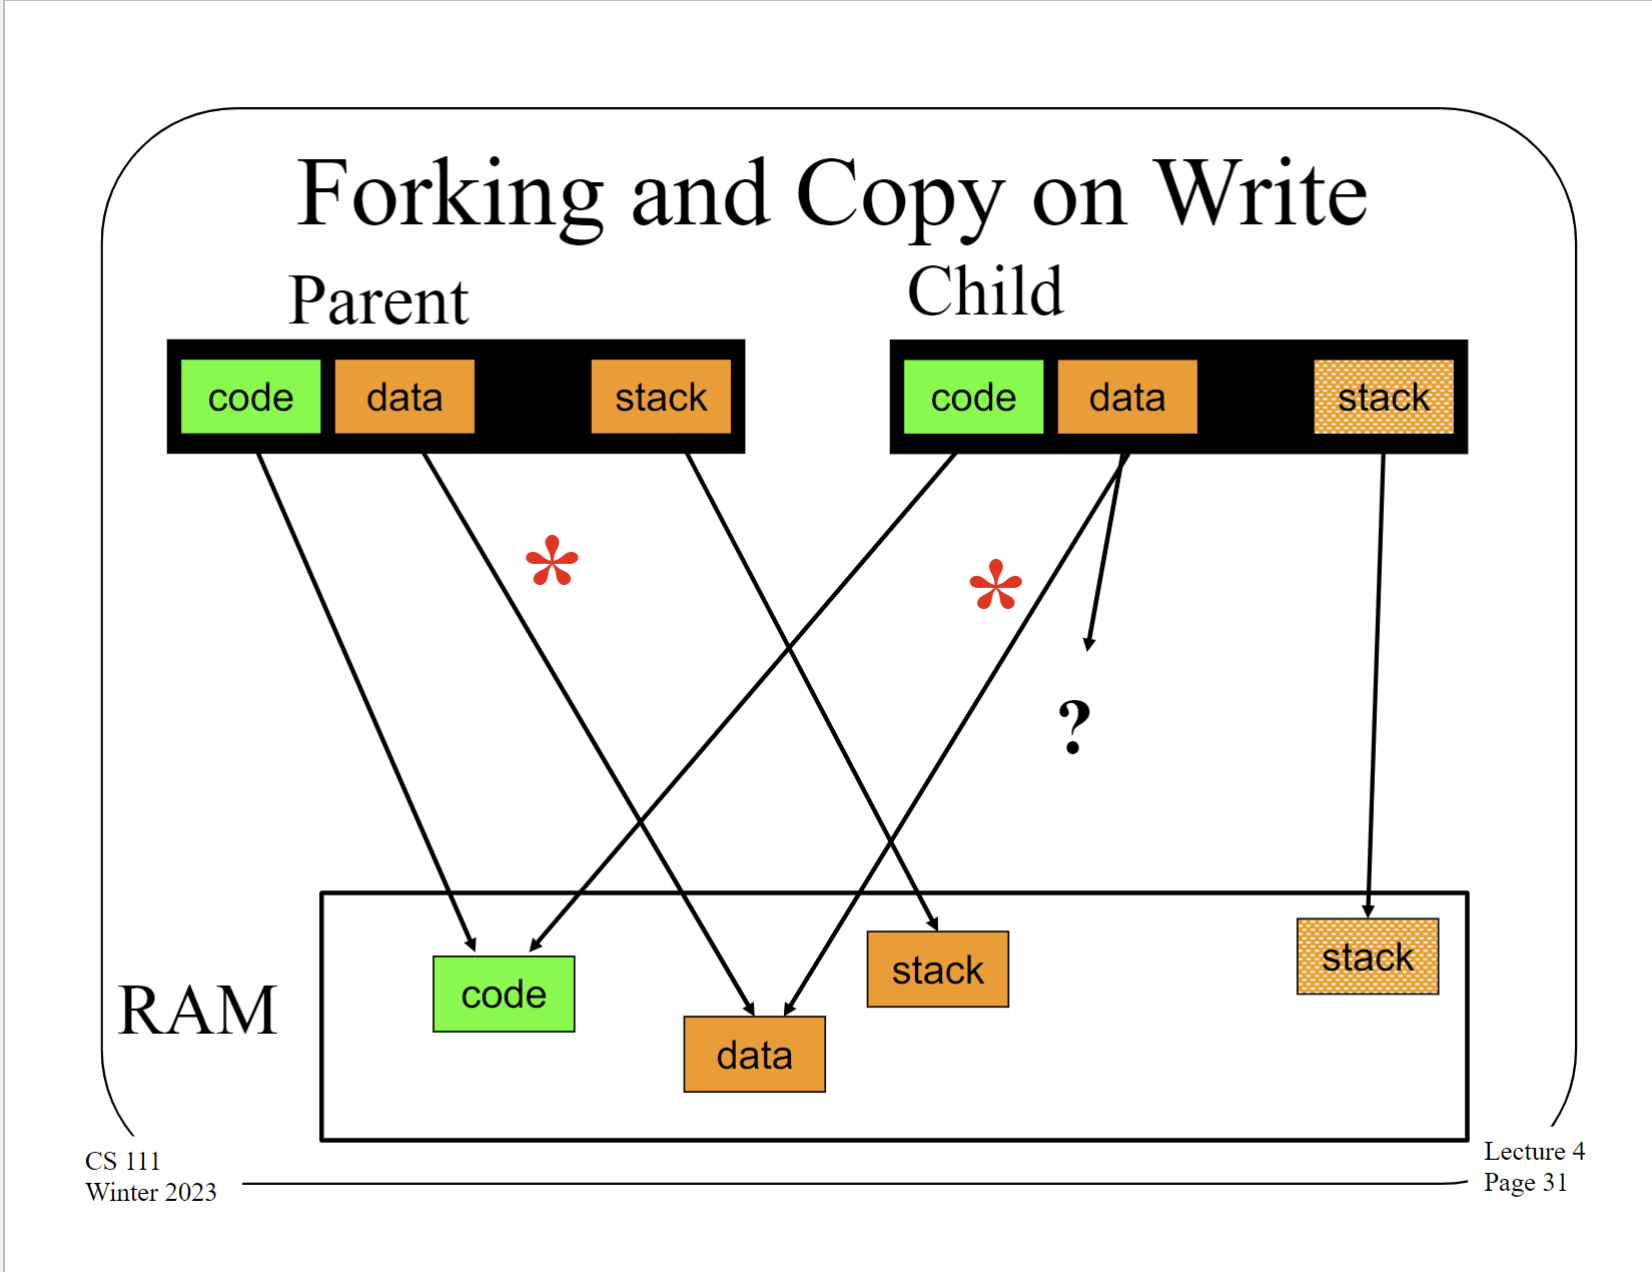 Forking and Copy on Write
Parent
Child
code data stack
code data stack
*
*
?
RAM
code
data
stack
stack
CS 111
Winter 2023
Lecture 4
Page 31